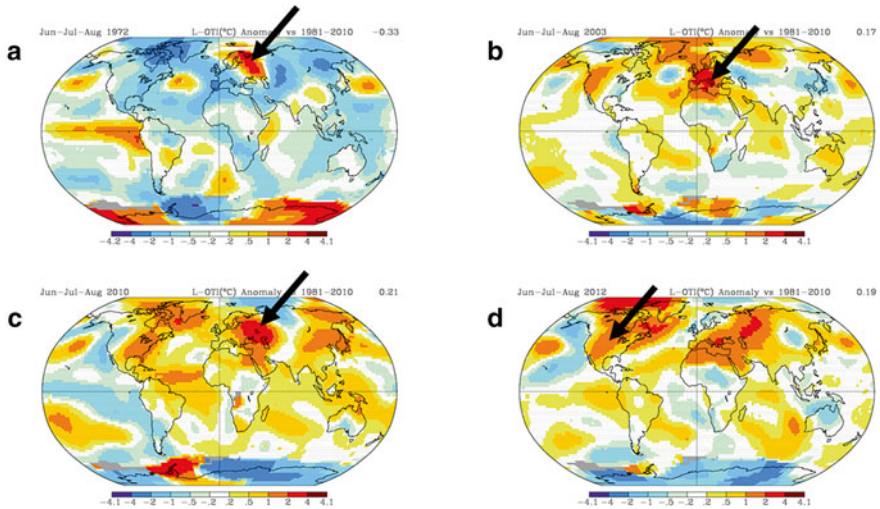 a
Jun-Jul-Aug 1972 L-OTI(°C) Anomaly vs 1981-2010 -0.33
-4.2 -4 -2 -1 -.5 -.2 .2 .5 1 2 4 4.1
b
Jun-Jul-Aug 2003 L-OTI(°C) Anomaly vs 1981-2010 0.17
-4.1 -4 -2 -1 -.5 -.2 .2 .5 1 2 4 4.1
c
Jun-Jul-Aug 2010 L-OTI(°C) Anomaly vs 1981-2010 0.21
-4.1 -4 -2 -1 -.5 -.2 .2 .5 1 2 4 4.1
d
Jun-Jul-Aug 2012 L-OTI(°C) Anomaly vs 1981-2010 0.19
-4.1 -4 -2 -1 -.5 -.2 .2 .5 1 2 4 4.1